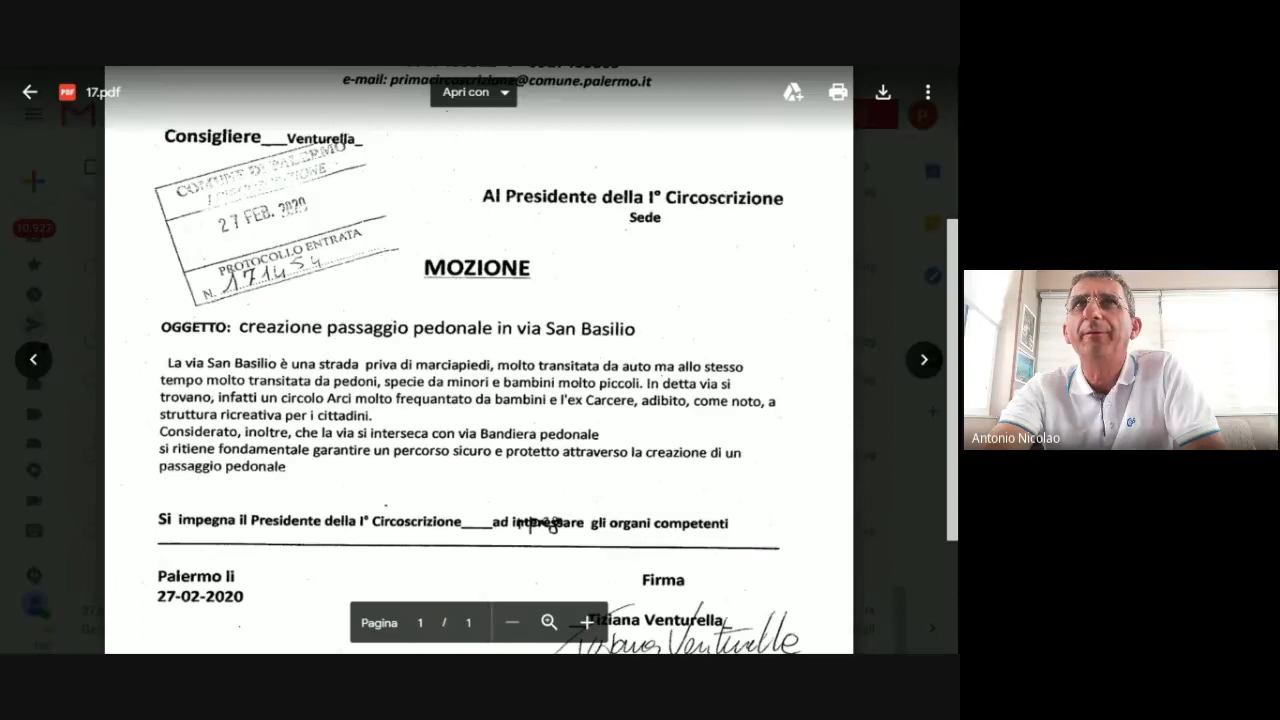 e-mail: primacircoscrizione@comune.palermo.it
17.pdf
Apri con
Consigliere___Venturella_
COMUNE DI PALERMO
27 FEB. 2020
PROTOCOLLO ENTRATA
N. 171454
Al Presidente della I° Circoscrizione
Sede
MOZIONE
10.927
OGGETTO: creazione passaggio pedonale in via San Basilio
La via San Basilio è una strada priva di marciapiedi, molto transitata da auto ma allo stesso
tempo molto transitata da pedoni, specie da minori e bambini molto piccoli. In detta via si
trovano, infatti un circolo Arci molto frequantato da bambini e l'ex Carcere, adibito, come noto, a
struttura ricreativa per i cittadini.
Considerato, inoltre, che la via si interseca con via Bandiera pedonale
si ritiene fondamentale garantire un percorso sicuro e protetto attraverso la creazione di un
passaggio pedonale
Si impegna il Presidente della I° Circoscrizione____ad interessare gli organi competenti
Palermo li
27-02-2020
Firma
_Tiziana Venturella_
Tiziana Venturella
Pagina 1 / 1
Antonio Nicolao